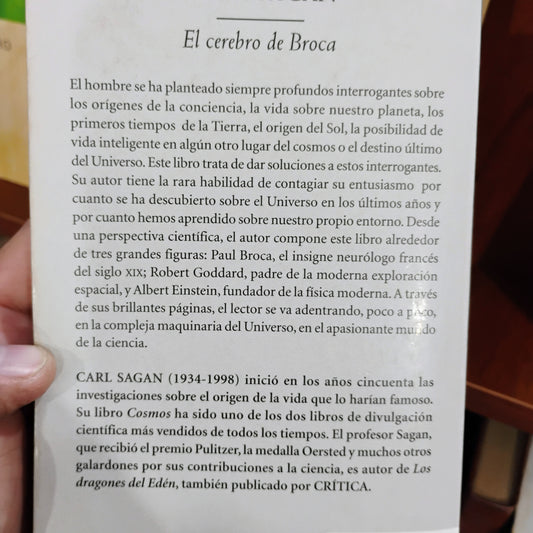 El cerebro de Broca
El hombre se ha planteado siempre profundos interrogantes sobre
los orígenes de la conciencia, la vida sobre nuestro planeta, los
primeros tiempos de la Tierra, el origen del Sol, la posibilidad de
vida inteligente en algún otro lugar del cosmos o el destino último
del Universo. Este libro trata de dar soluciones a estos interrogantes.
Su autor tiene la rara habilidad de contagiar su entusiasmo por
cuanto se ha descubierto sobre el Universo en los últimos años y
por cuanto hemos aprendido sobre nuestro propio entorno. Desde
una perspectiva científica, el autor compone este libro alrededor
de tres grandes figuras: Paul Broca, el insigne neurólogo francés
del siglo XIX; Robert Goddard, padre de la moderna exploración
espacial, y Albert Einstein, fundador de la física moderna. A través
de sus brillantes páginas, el lector se va adentrando, poco a poco,
en la compleja maquinaria del Universo, en el apasionante mundo
de la ciencia.
CARL SAGAN (1934-1998) inició en los años cincuenta las
investigaciones sobre el origen de la vida que lo harían famoso.
Su libro Cosmos ha sido uno de los dos libros de divulgación
científica más vendidos de todos los tiempos. El profesor Sagan,
que recibió el premio Pulitzer, la medalla Oersted y muchos otros
galardones por sus contribuciones a la ciencia, es autor de Los
dragones del Edén, también publicado por CRÍTICA.